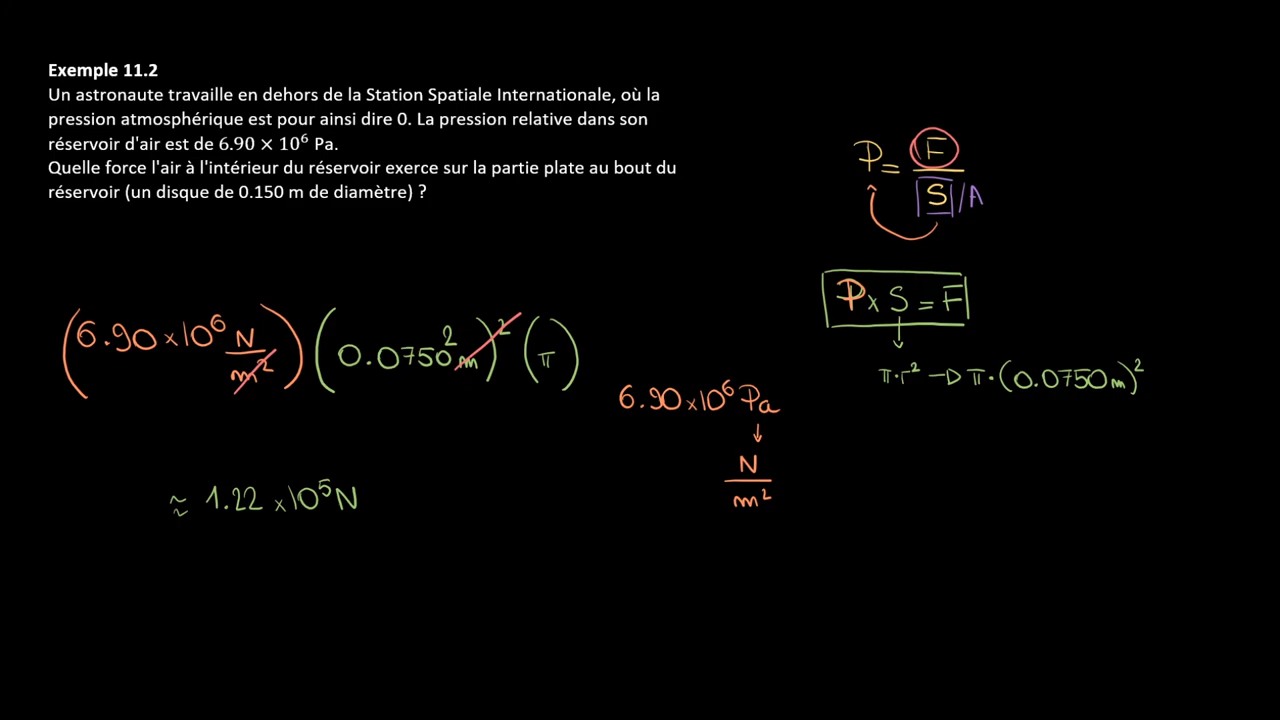 Exemple 11.2
Un astronaute travaille en dehors de la Station Spatiale Internationale, où la
pression atmosphérique est pour ainsi dire 0. La pression relative dans son
réservoir d'air est de 6.90 × 10⁶ Pa.
Quelle force l'air à l'intérieur du réservoir exerce sur la partie plate au bout du
réservoir (un disque de 0.150 m de diamètre) ?
P = F / S /A
P × S = F
π·r² → π·(0.0750 m)²
(6.90 × 10⁶ N/m²) (0.0750² m)² (π)
6.90 × 10⁶ Pa
↓
N
m²
≈ 1.22 × 10⁵ N